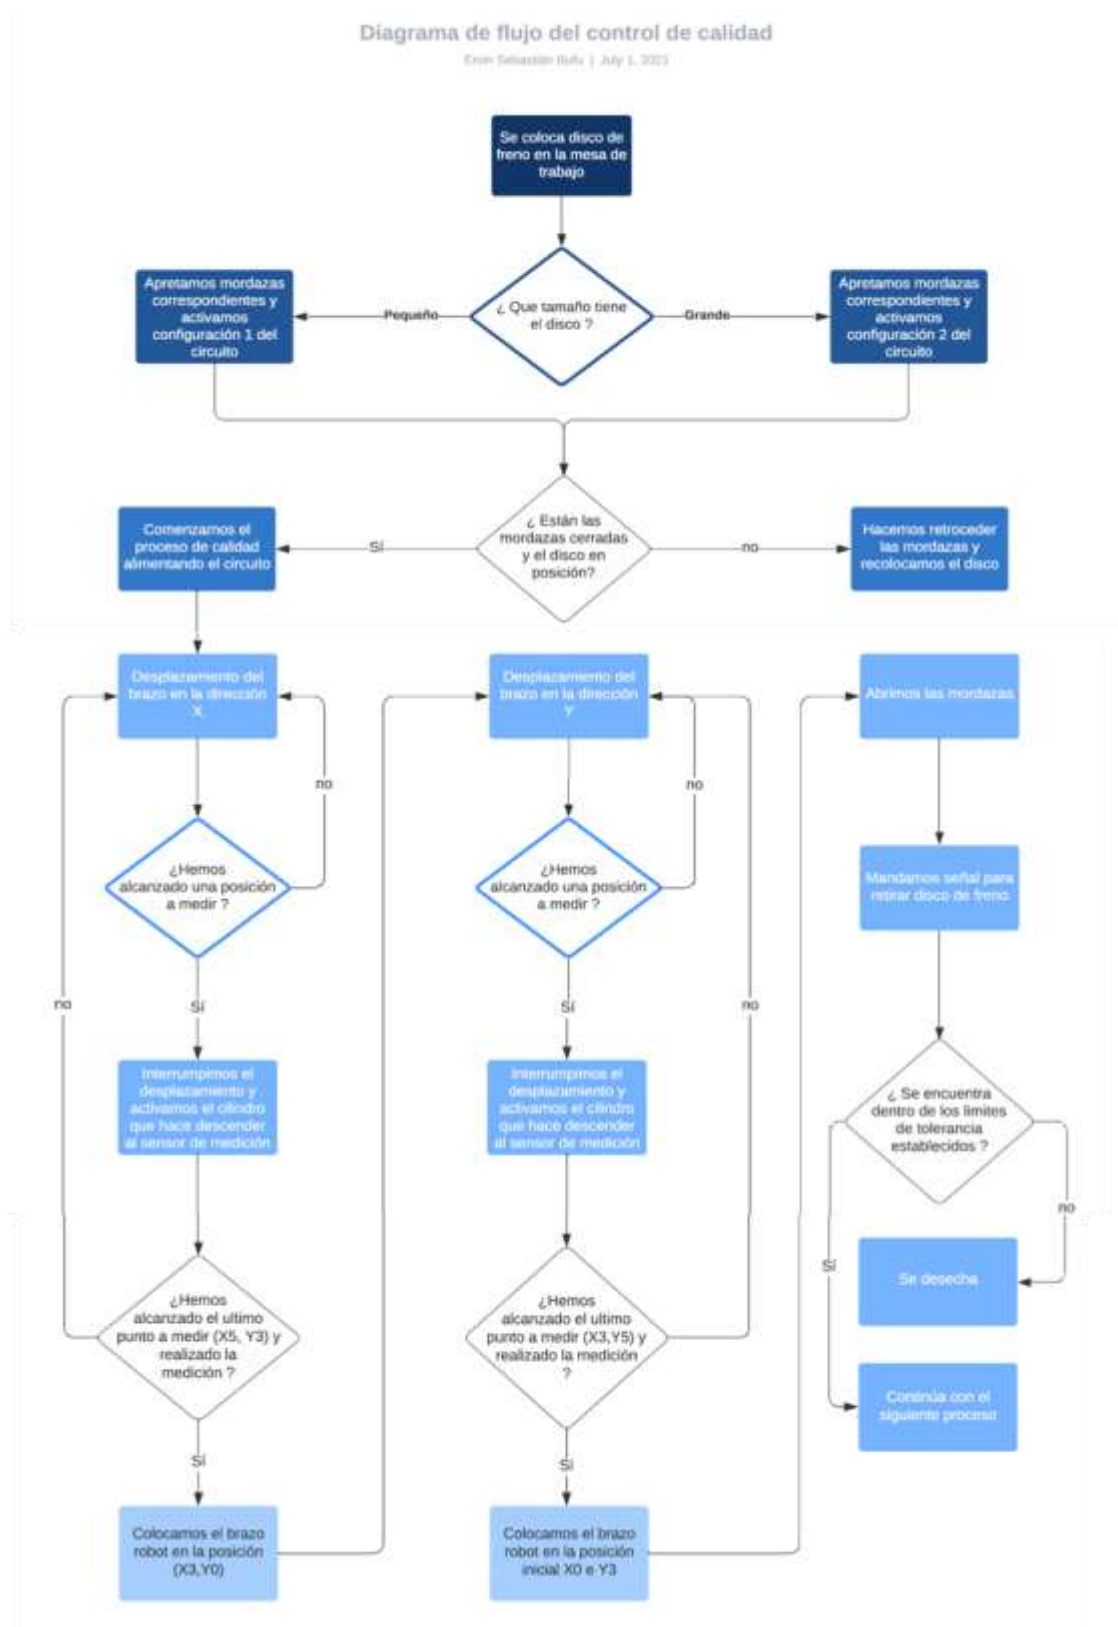 Diagrama de flujo del control de calidad
Sebastián | July 1, 2021
Se coloca disco de
freno en la mesa de
trabajo
¿ Que tamaño tiene
el disco ?
Pequeño
Grande
Apretamos mordazas
correspondientes y
activamos
configuración 1 del
circuito
Apretamos mordazas
correspondientes y
activamos
configuración 2 del
circuito
¿ Están las
mordazas cerradas
y el disco en
posición?
Sí
no
Comenzamos el
proceso de calidad
alimentando el circuito
Hacemos retroceder
las mordazas y
recolocamos el disco
Desplazamiento del
brazo en la dirección
X
no
¿Hemos
alcanzado una posición
a medir ?
no
Sí
Interrumpimos el
desplazamiento y
activamos el cilindro
que hace descender
al sensor de medición
¿Hemos
alcanzado el ultimo
punto a medir (X5, Y3) y
realizado la
medición ?
Sí
Colocamos el brazo
robot en la posición
(X3,Y0)
Desplazamiento del
brazo en la dirección
Y
no
¿Hemos
alcanzado una posición
a medir ?
Sí
no
Interrumpimos el
desplazamiento y
activamos el cilindro
que hace descender
al sensor de medición
¿Hemos
alcanzado el ultimo
punto a medir (X3,Y5) y
realizado la medición
?
Sí
Colocamos el brazo
robot en la posición
inicial X0 e Y3
Abrimos las mordazas
Mandamos señal para
retirar disco de freno
¿ Se encuentra
dentro de los limites
de tolerancia
establecidos ?
no
Sí
Se desecha
Continúa con el
siguiente proceso